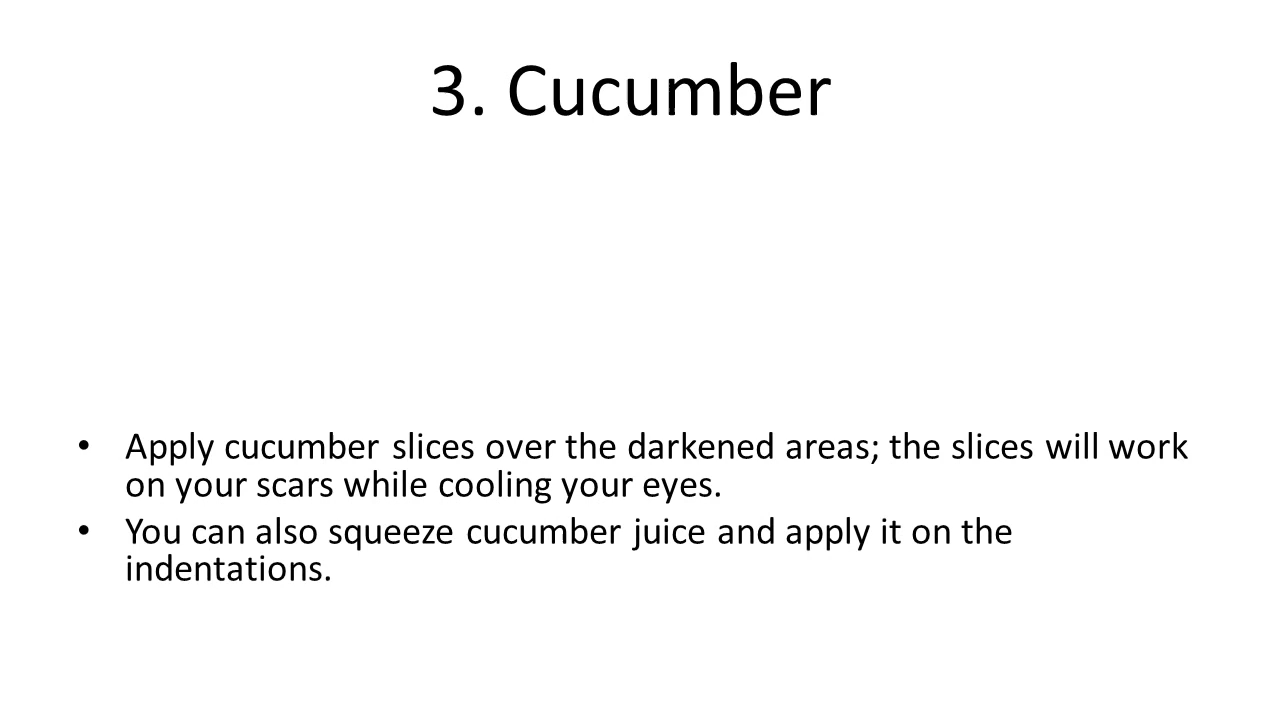 3. Cucumber
• Apply cucumber slices over the darkened areas; the slices will work
on your scars while cooling your eyes.
• You can also squeeze cucumber juice and apply it on the
indentations.